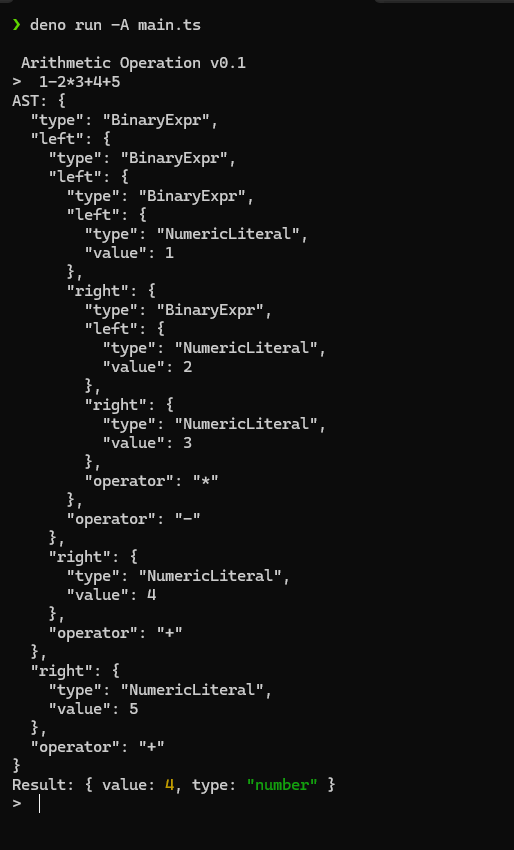 ❯ deno run -A main.ts
Arithmetic Operation v0.1
>  1-2*3+4+5
AST: {
  "type": "BinaryExpr",
  "left": {
    "type": "BinaryExpr",
    "left": {
      "type": "BinaryExpr",
      "left": {
        "type": "NumericLiteral",
        "value": 1
      },
      "right": {
        "type": "BinaryExpr",
        "left": {
          "type": "NumericLiteral",
          "value": 2
        },
        "right": {
          "type": "NumericLiteral",
          "value": 3
        },
        "operator": "*"
      },
      "operator": "-"
    },
    "right": {
      "type": "NumericLiteral",
      "value": 4
    },
    "operator": "+"
  },
  "right": {
    "type": "NumericLiteral",
    "value": 5
  },
  "operator": "+"
}
Result: { value: 4, type: "number" }
>